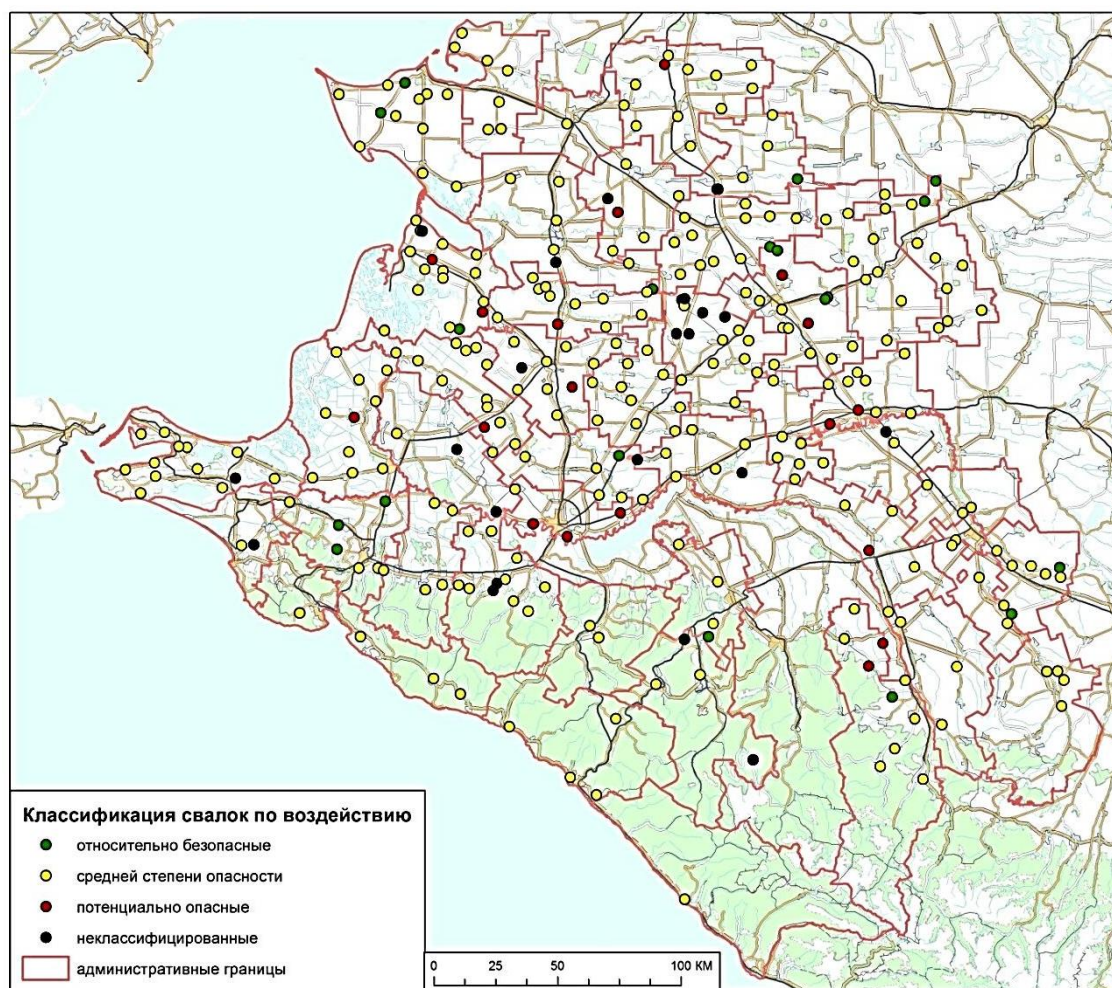 Классификация свалок по воздействию
относительно безопасные
средней степени опасности
потенциально опасные
неклассифицированные
административные границы
0 25 50 100 КМ